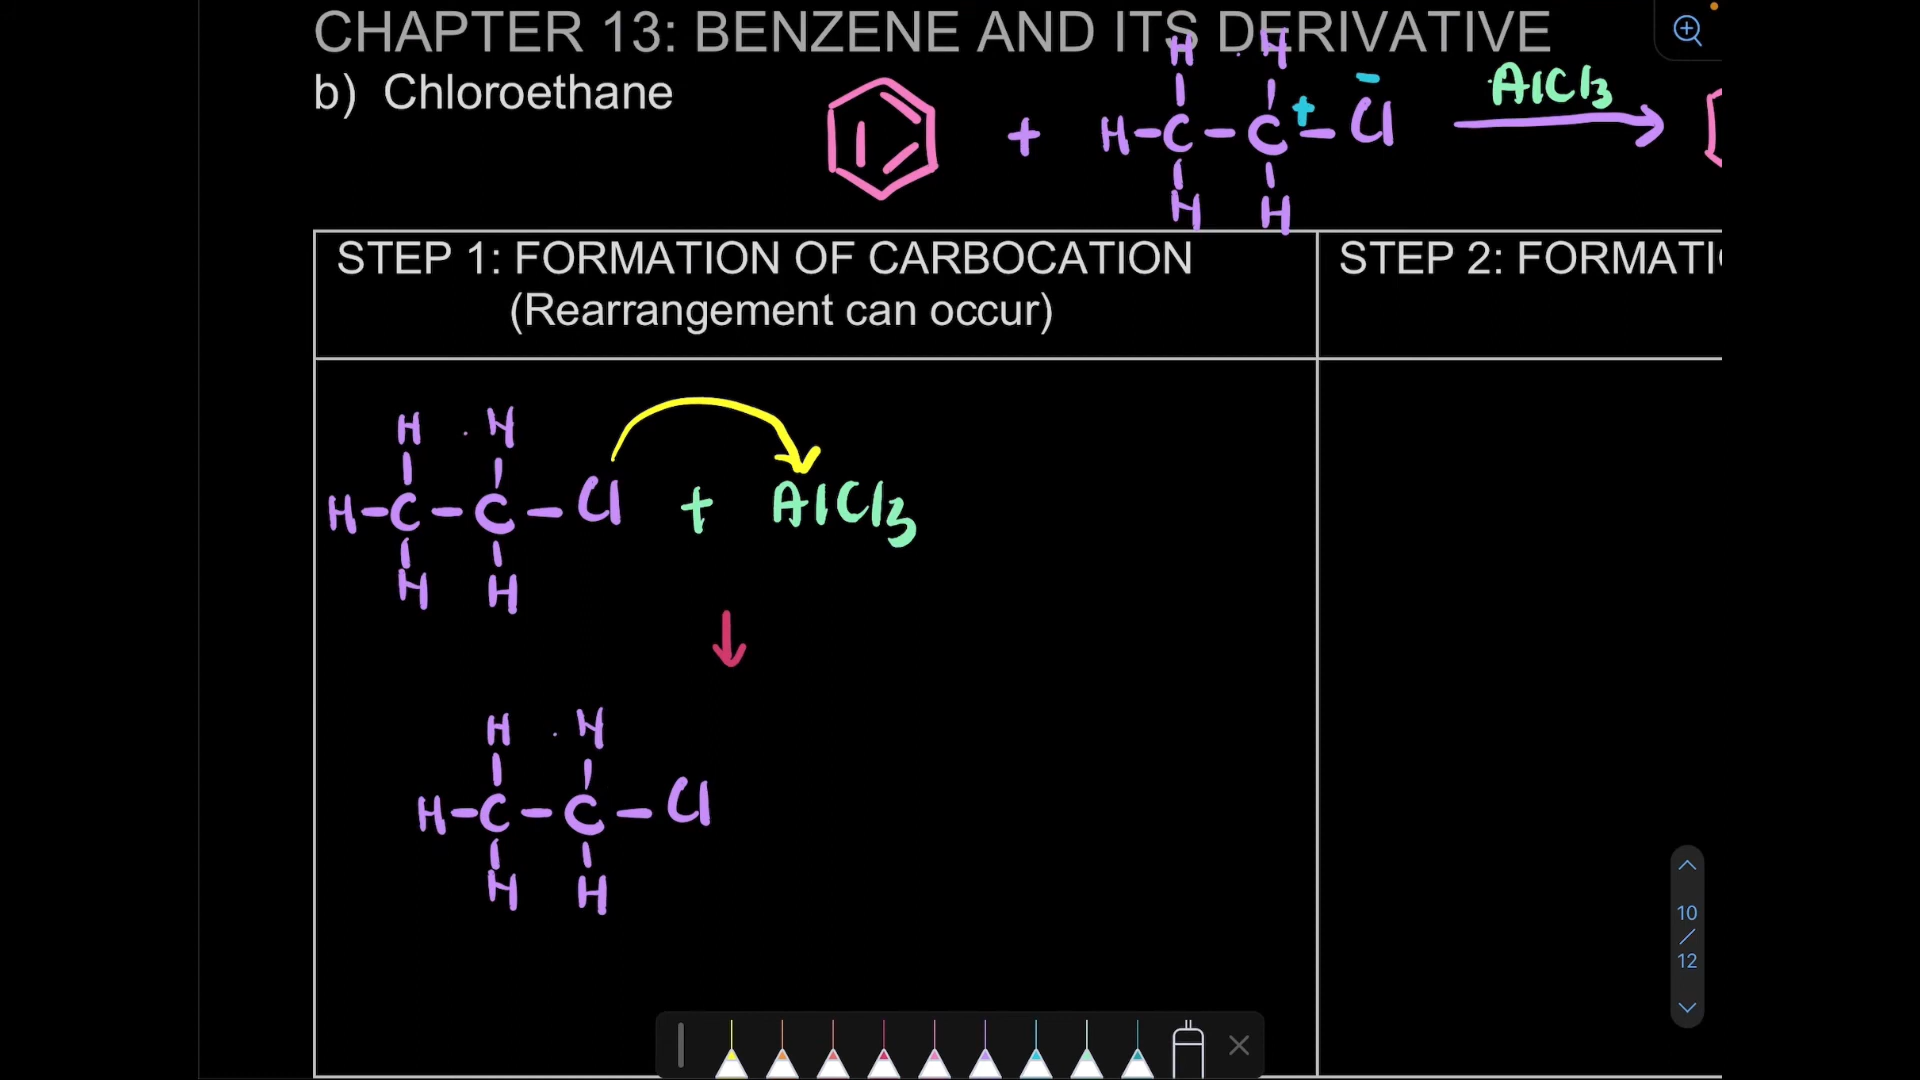 CHAPTER 13: BENZENE AND ITS DERIVATIVE
b) Chloroethane
H H
+ H-C-C-Cl AlCl3
+ -
H H
STEP 1: FORMATION OF CARBOCATION
(Rearrangement can occur)
STEP 2: FORMATI
H H
H-C-C-Cl + AlCl3
H H
H H
H-C-C-Cl
H H
10
/
12